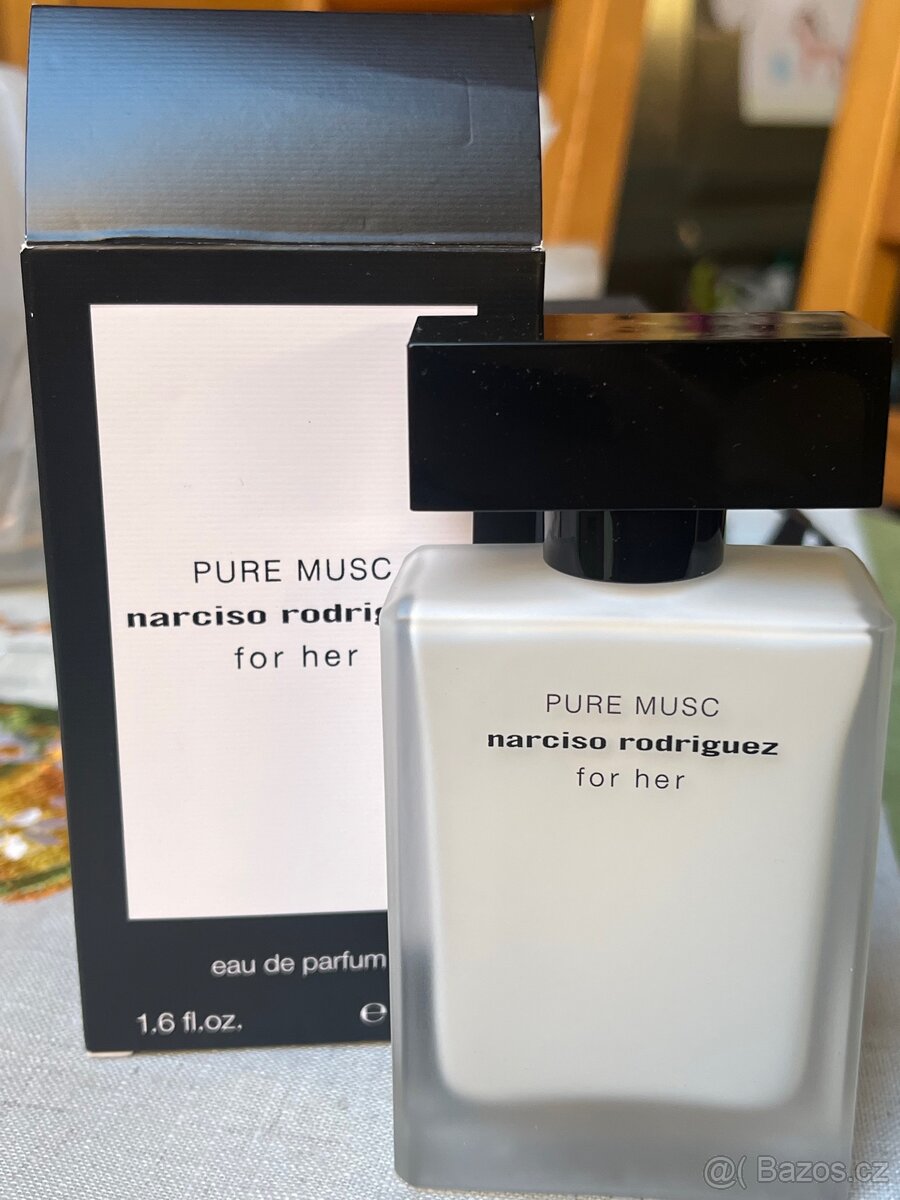 PURE MUSC
narciso rodrig
for her
eau de parfum
1.6 fl.oz. e
PURE MUSC
narciso rodriguez
for her
@( Bazos.cz